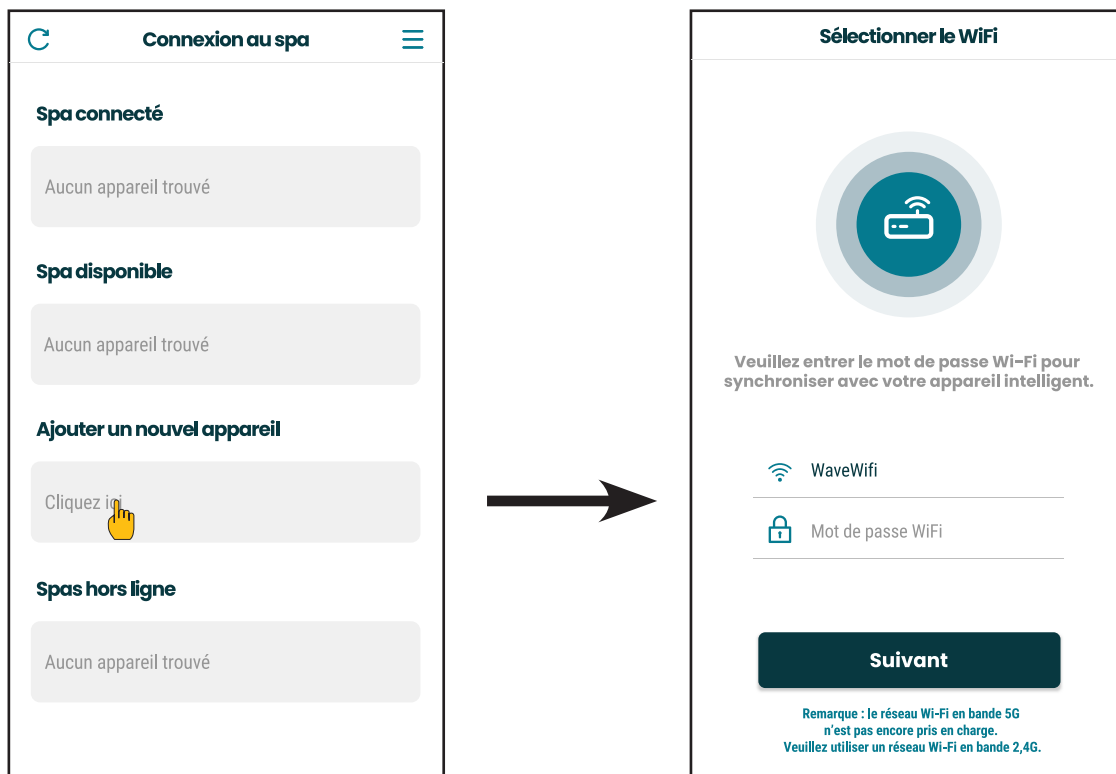 Connexion au spa
Spa connecté
Aucun appareil trouvé
Spa disponible
Aucun appareil trouvé
Ajouter un nouvel appareil
Cliquez ici
Spas hors ligne
Aucun appareil trouvé
Sélectionner le WiFi
Veuillez entrer le mot de passe Wi-Fi pour
synchroniser avec votre appareil intelligent.
WaveWifi
Mot de passe WiFi
Suivant
Remarque : le réseau Wi-Fi en bande 5G
n'est pas encore pris en charge.
Veuillez utiliser un réseau Wi-Fi en bande 2,4G.